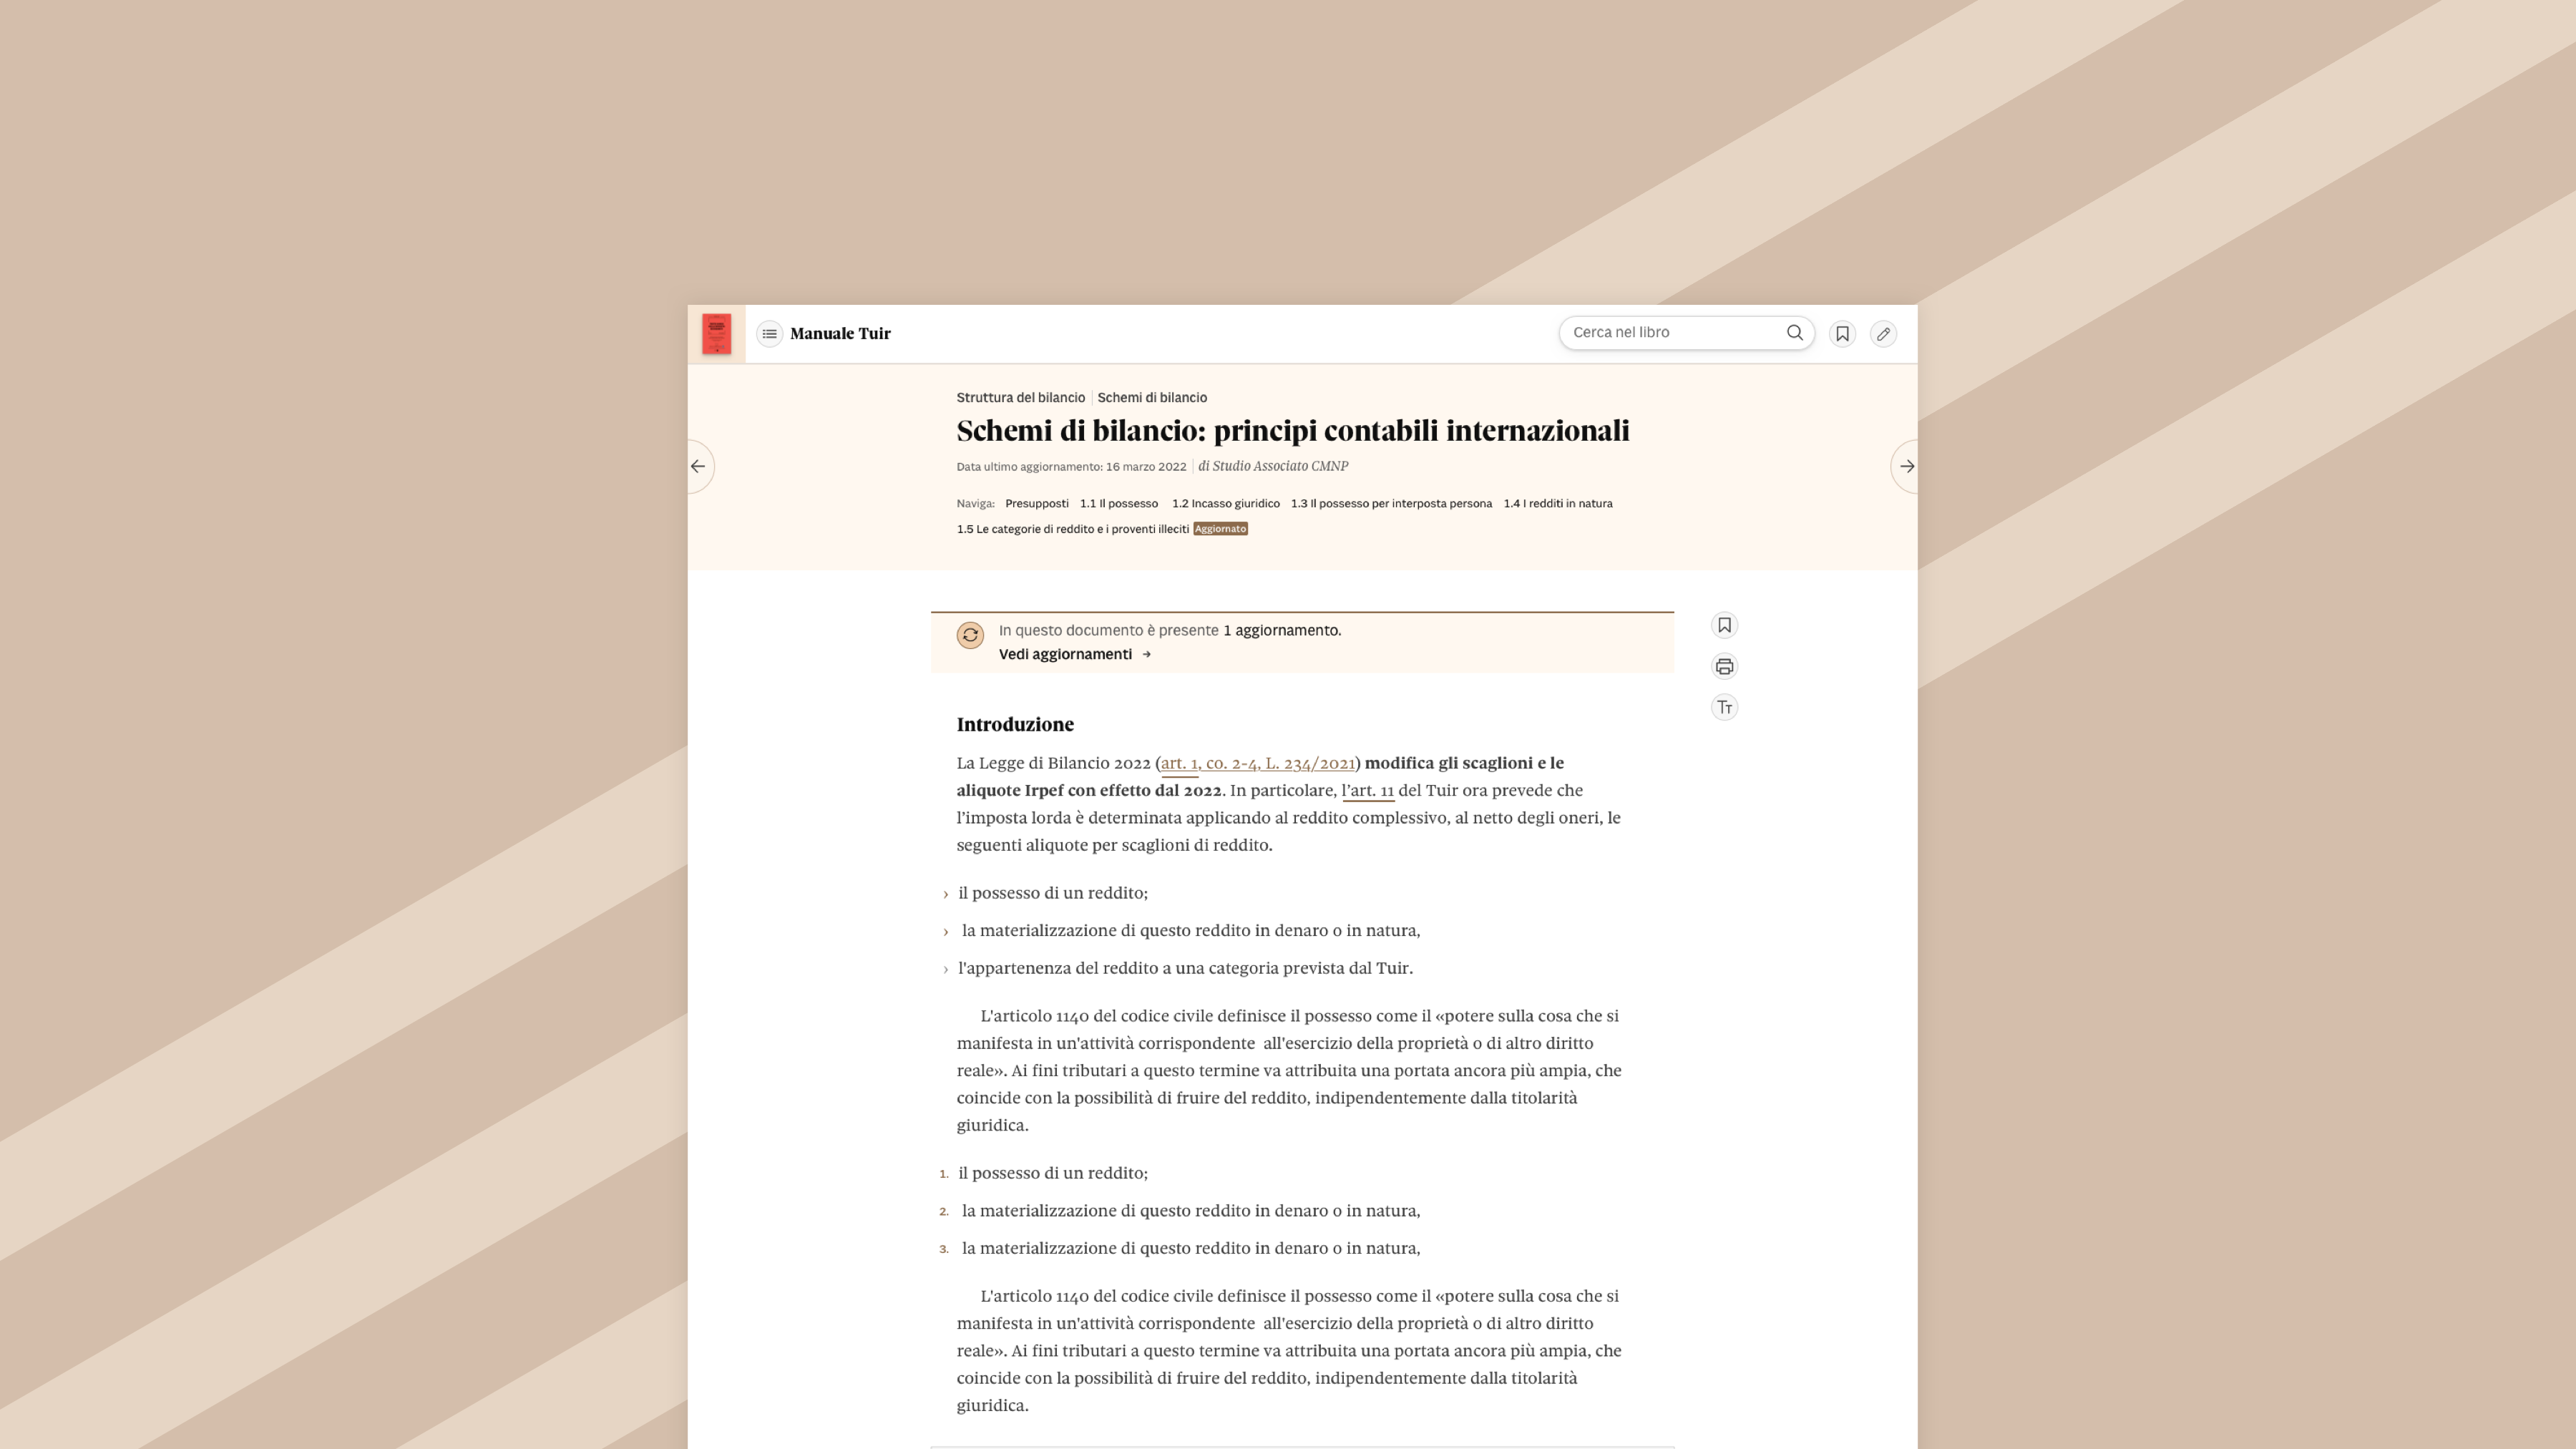 Manuale Tuir
Cerca nel libro
Struttura del bilancio | Schemi di bilancio
Schemi di bilancio: principi contabili internazionali
Data ultimo aggiornamento: 16 marzo 2022 | di Studio Associato CMNP
Naviga: Presupposti 1.1 Il possesso 1.2 Incasso giuridico 1.3 Il possesso per interposta persona 1.4 I redditi in natura
1.5 Le categorie di reddito e i proventi illeciti Aggiornato
In questo documento è presente 1 aggiornamento.
Vedi aggiornamenti →
Introduzione
La Legge di Bilancio 2022 (art. 1, co. 2-4, L. 234/2021) modifica gli scaglioni e le
aliquote Irpef con effetto dal 2022. In particolare, l’art. 11 del Tuir ora prevede che
l’imposta lorda è determinata applicando al reddito complessivo, al netto degli oneri, le
seguenti aliquote per scaglioni di reddito.
› il possesso di un reddito;
› la materializzazione di questo reddito in denaro o in natura,
› l'appartenenza del reddito a una categoria prevista dal Tuir.
L'articolo 1140 del codice civile definisce il possesso come il «potere sulla cosa che si
manifesta in un'attività corrispondente all'esercizio della proprietà o di altro diritto
reale». Ai fini tributari a questo termine va attribuita una portata ancora più ampia, che
coincide con la possibilità di fruire del reddito, indipendentemente dalla titolarità
giuridica.
1. il possesso di un reddito;
2. la materializzazione di questo reddito in denaro o in natura,
3. la materializzazione di questo reddito in denaro o in natura,
L'articolo 1140 del codice civile definisce il possesso come il «potere sulla cosa che si
manifesta in un'attività corrispondente all'esercizio della proprietà o di altro diritto
reale». Ai fini tributari a questo termine va attribuita una portata ancora più ampia, che
coincide con la possibilità di fruire del reddito, indipendentemente dalla titolarità
giuridica.